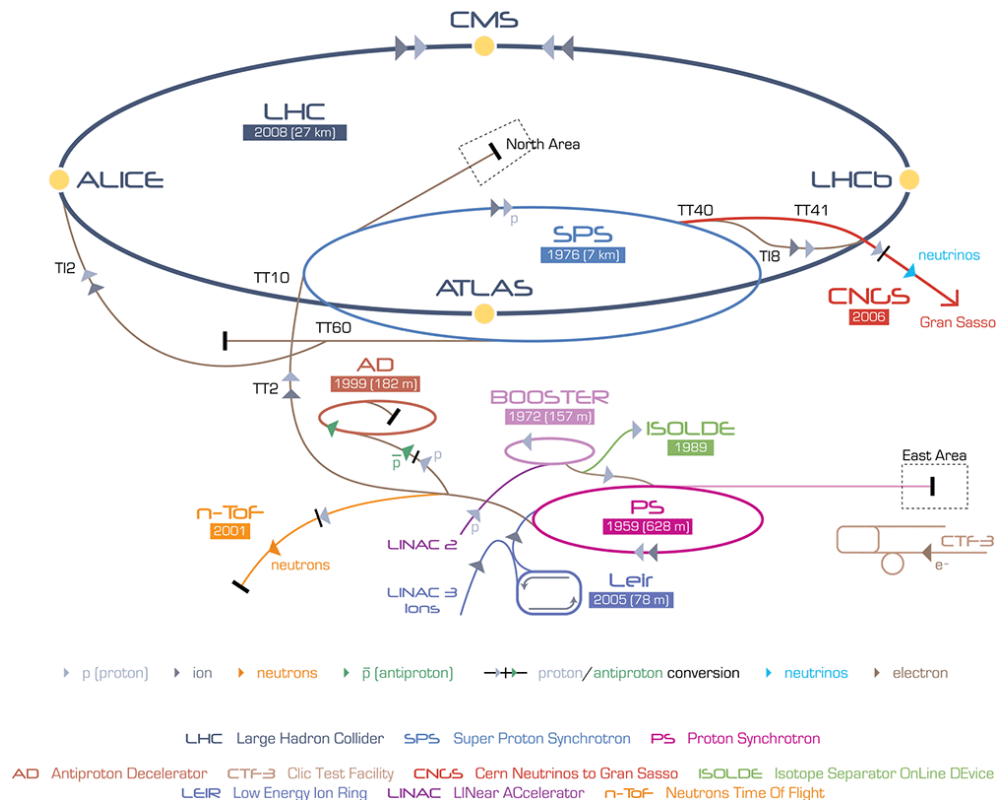 CMS
LHC
2008 (27 km)
North Area
ALICE
LHCb
TT40
TT41
p
SPS
1976 (7 km)
TI8
neutrinos
TI2
TT10
ATLAS
CNGS
2006
Gran Sasso
TT60
AD
1999 (182 m)
TT2
BOOSTER
1972 (157 m)
ISOLDE
1989
p̅
p
East Area
n-ToF
2001
PS
1959 (628 m)
p
LINAC 2
neutrons
CTF-3
e-
LINAC 3
Ions
Leir
2005 (78 m)
p (proton)
ion
neutrons
p̅ (antiproton)
proton/antiproton conversion
neutrinos
electron
LHC Large Hadron Collider SPS Super Proton Synchrotron PS Proton Synchrotron
AD Antiproton Decelerator CTF-3 Clic Test Facility CNGS Cern Neutrinos to Gran Sasso ISOLDE Isotope Separator OnLine DEvice
LEIR Low Energy Ion Ring LINAC LINear ACcelerator n-ToF Neutrons Time Of Flight